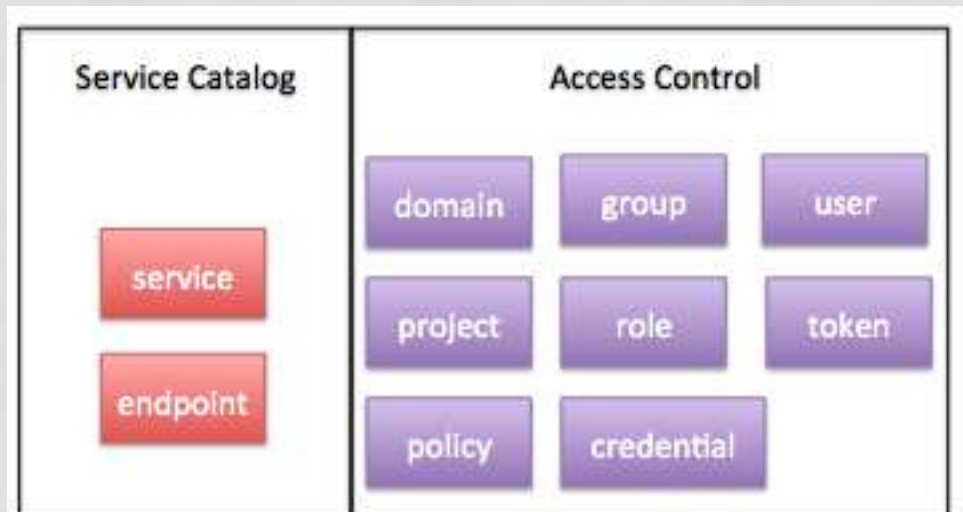 Service Catalog
Access Control
service
endpoint
domain
group
user
project
role
token
policy
credential